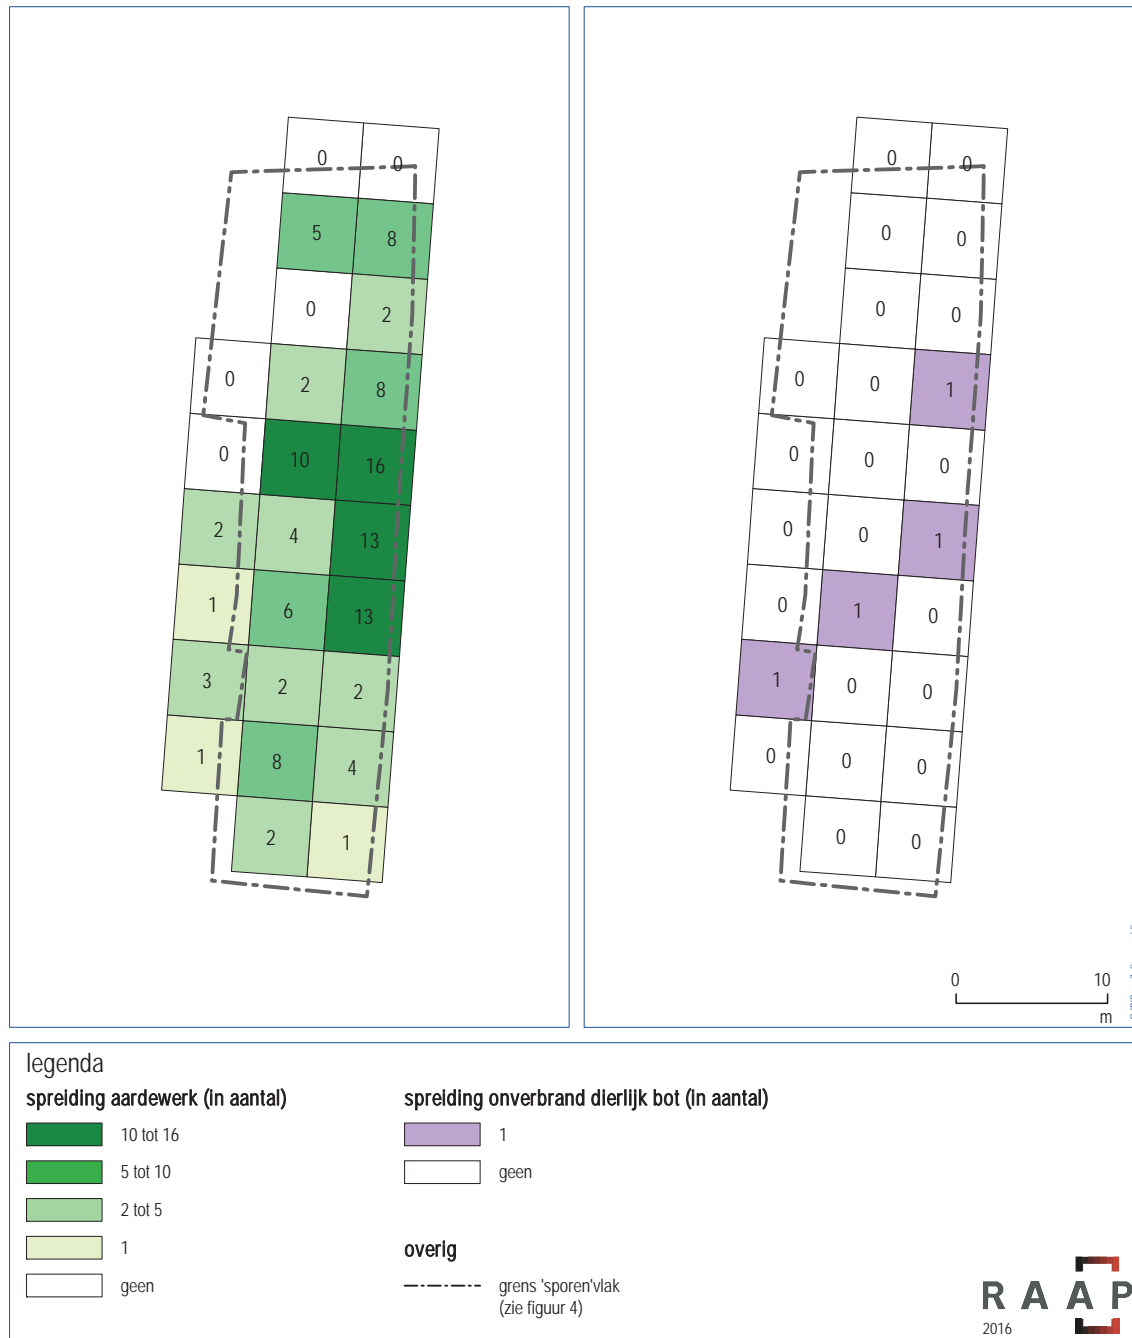 0 0
5 8
0 2
0 2 8
0 10 16
2 4 13
1 6 13
3 2 2
1 8 4
2 1
0 0
0 0
0 0
0 0 1
0 0 0
0 0 1
0 1 0
1 0 0
0 0 0
0 0
0 10
m
legenda
spreiding aardewerk (in aantal)
10 tot 16
5 tot 10
2 tot 5
1
geen
spreiding onverbrand dierlijk bot (in aantal)
1
geen
overig
grens 'sporen'vlak
(zie figuur 4)
RAAP
2016